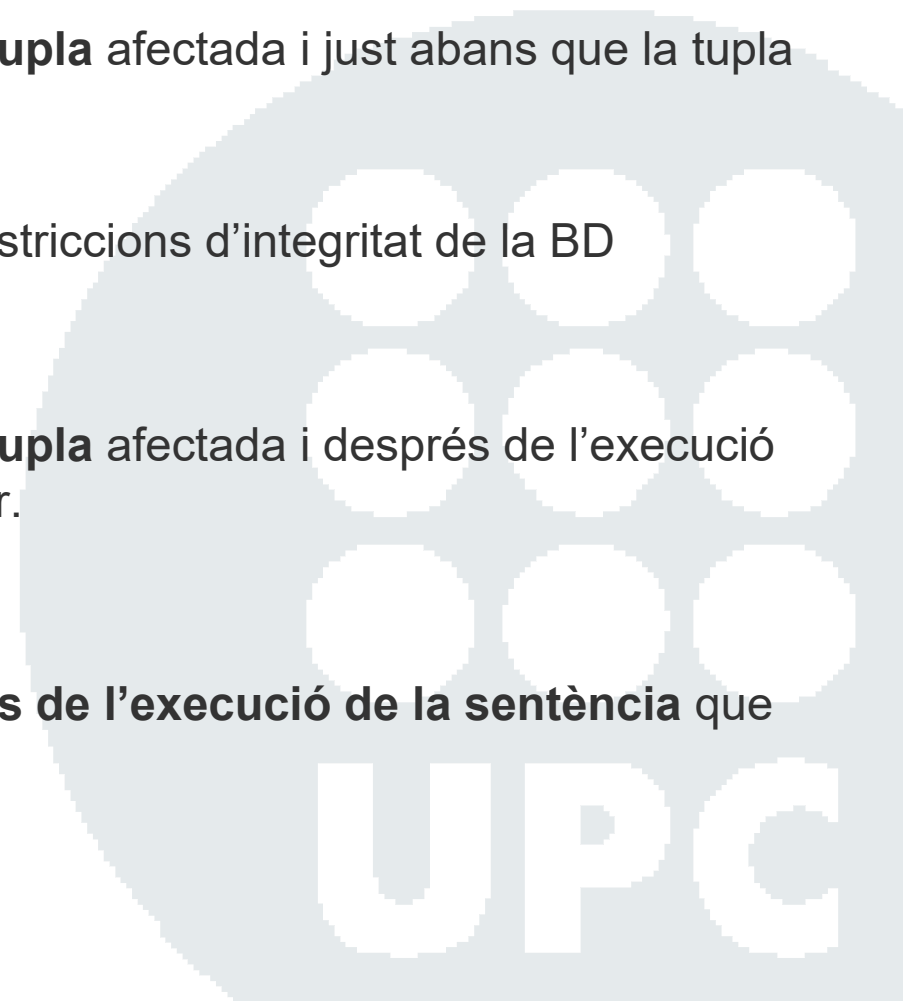 upla afectada i just abans que la tupla
striccions d’integritat de la BD
upla afectada i després de l’execució
r.
s de l’execució de la sentència que
UPC